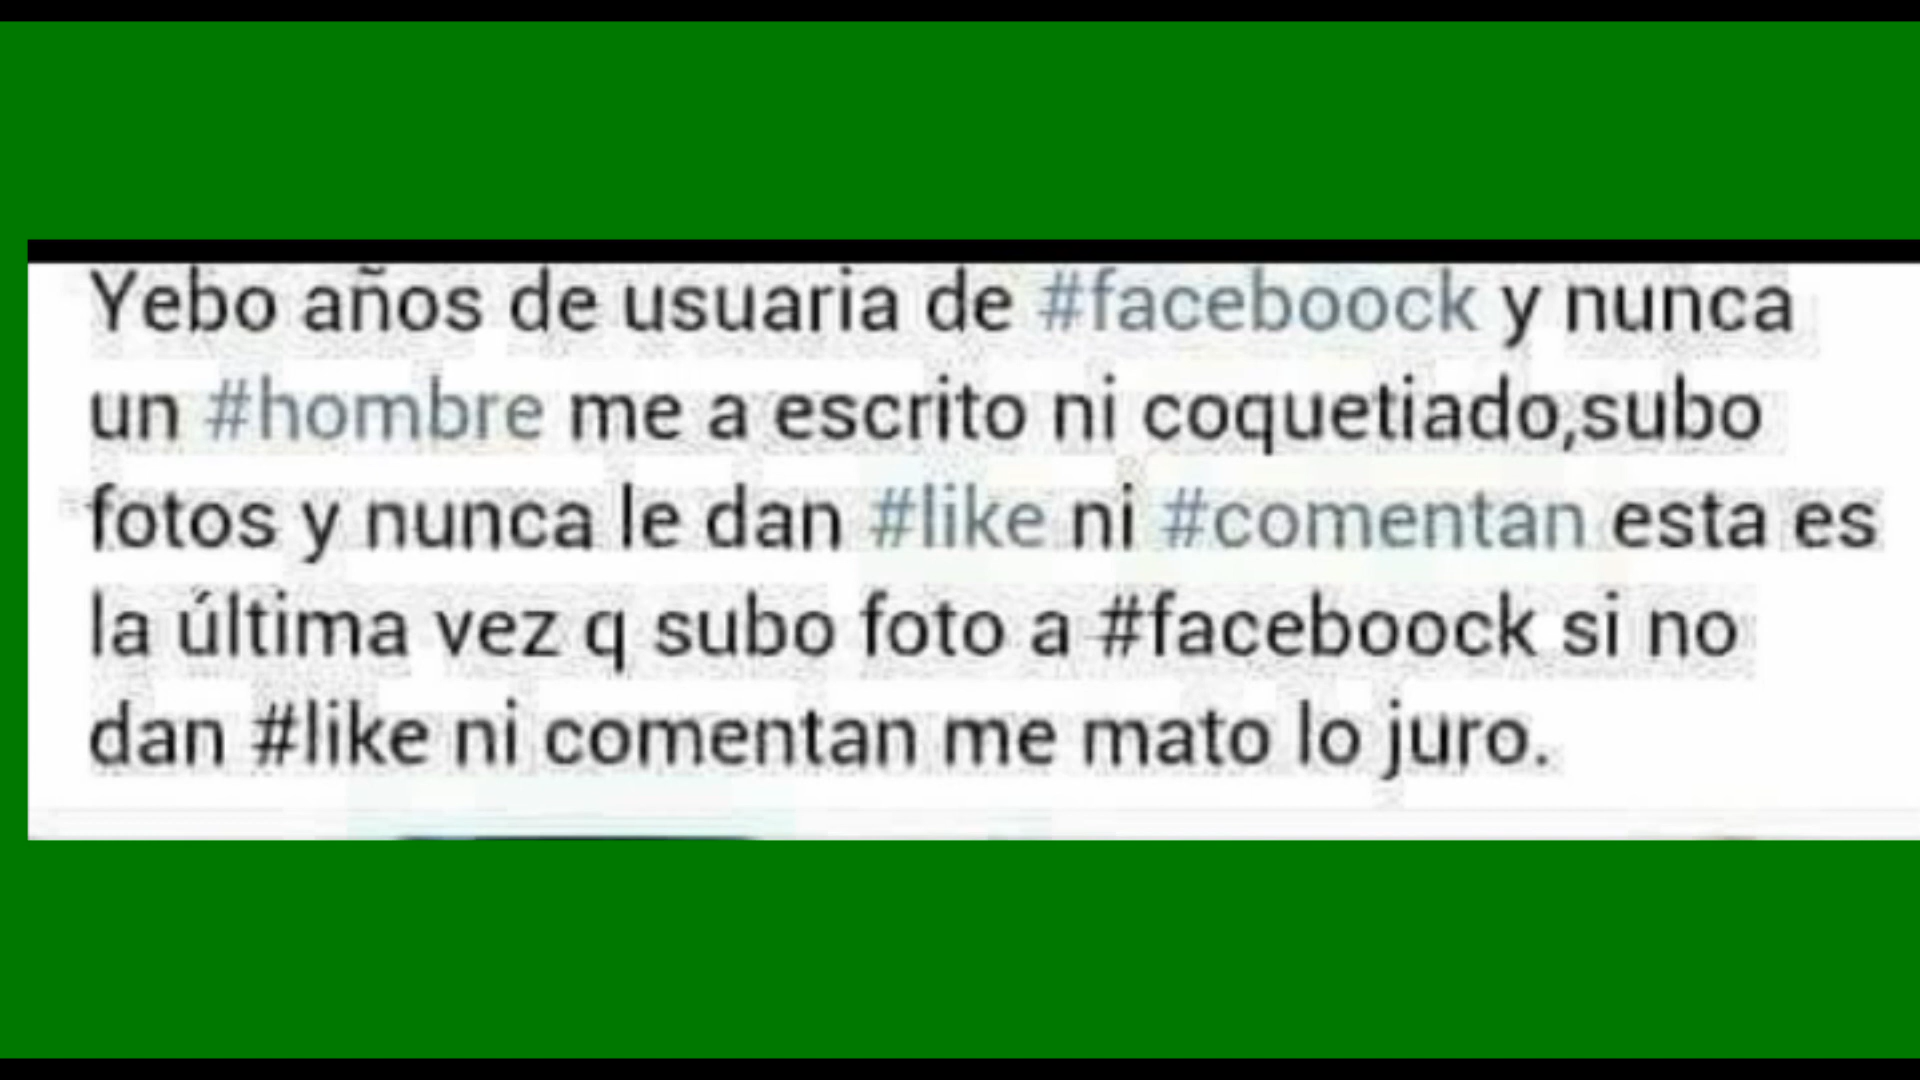 Yebo años de usuaria de #faceboock y nunca
un #hombre me a escrito ni coquetiado,subo
fotos y nunca le dan #like ni #comentan esta es
la última vez q subo foto a #faceboock si no
dan #like ni comentan me mato lo juro.